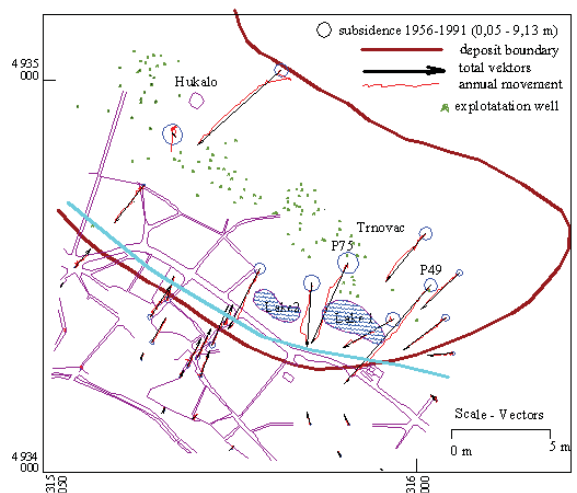 subsidence 1956-1991 (0,05 - 9,13 m)
deposit boundary
total vektors
annual movement
explotatation well
4 935
000
Hukalo
Trnovac
P75
P49
Lake2
Lake 1
Scale - Vectors
0 m
5 m
4 934
000
315
050
316
000